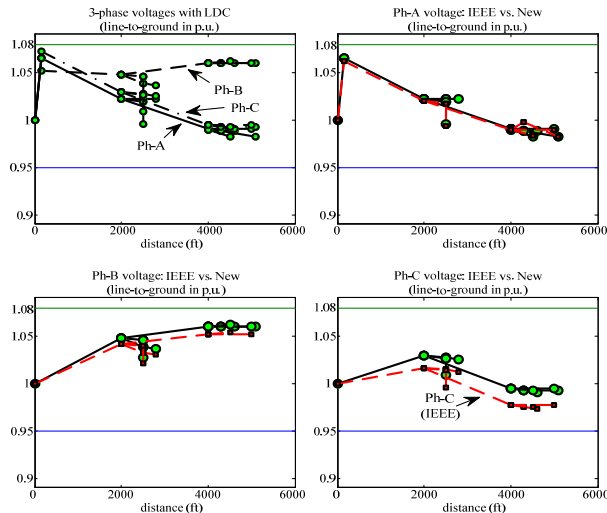 3-phase voltages with LDC
(line-to-ground in p.u.)
1.08
1.05
1
0.95
0.9
Ph-B
Ph-C
Ph-A
0 2000 4000 6000
distance (ft)
Ph-A voltage: IEEE vs. New
(line-to-ground in p.u.)
1.08
1.05
1
0.95
0.9
0 2000 4000 6000
distance (ft)
Ph-B voltage: IEEE vs. New
(line-to-ground in p.u.)
1.08
1.05
1
0.95
0.9
0 2000 4000 6000
distance (ft)
Ph-C voltage: IEEE vs. New
(line-to-ground in p.u.)
1.08
1.05
1
0.95
0.9
Ph-C
(IEEE)
0 2000 4000 6000
distance (ft)